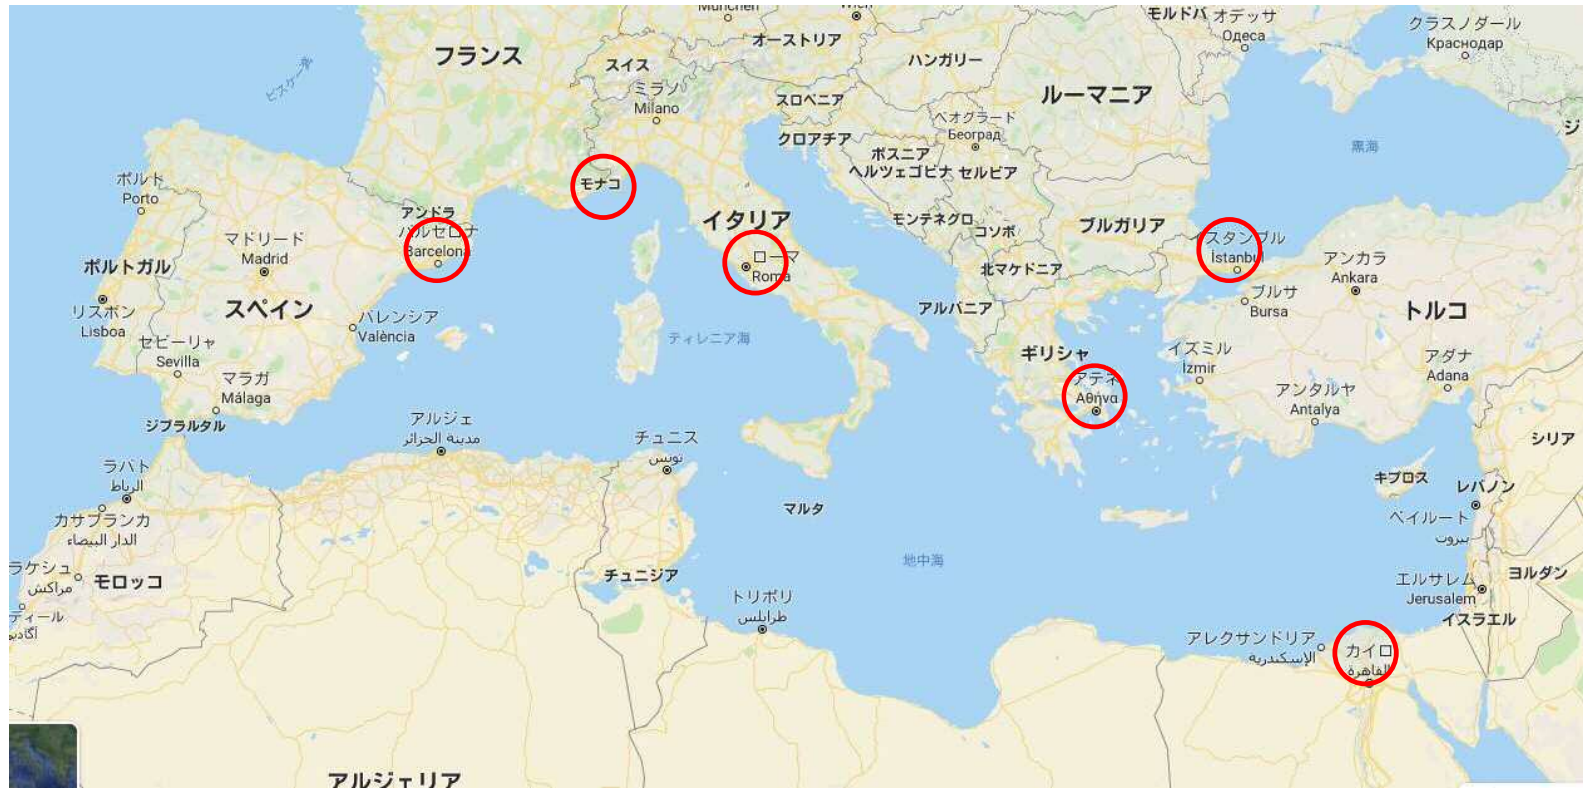 München
Wien
モルドバ
オデッサ
Одеса
クラスノダール
Краснодар
フランス
オーストリア
ハンガリー
ビスケー湾
スイス
ミラノ
Milano
スロベニア
ルーマニア
ベオグラード
Београд
クロアチア
ボスニア
ヘルツェゴビナ
セルビア
黒海
ジ
ポルト
Porto
モナコ
アンドラ
バルセロナ
Barcelona
イタリア
モンテネグロ
コソボ
ブルガリア
イスタンブル
İstanbul
マドリード
Madrid
ポルトガル
ローマ
Roma
北マケドニア
アンカラ
Ankara
リスボン
Lisboa
スペイン
バレンシア
València
アルバニア
ブルサ
Bursa
トルコ
セビーリャ
Sevilla
ティレニア海
ギリシャ
イズミル
İzmir
アダナ
Adana
マラガ
Málaga
アテネ
Αθήνα
アンタルヤ
Antalya
ジブラルタル
アルジェ
مدينة الجزائر
チュニス
تونس
シリア
ラバト
الرباط
キプロス
レバノン
カサブランカ
الدار البيضاء
マルタ
ベイルート
بيروت
ラケシュ
مراكش
モロッコ
チュニジア
地中海
エルサレム
Jerusalem
ヨルダン
ディール
أكادير
トリポリ
طرابلس
イスラエル
アレクサンドリア
الإسكندرية
カイロ
القاهرة
アルジェリア